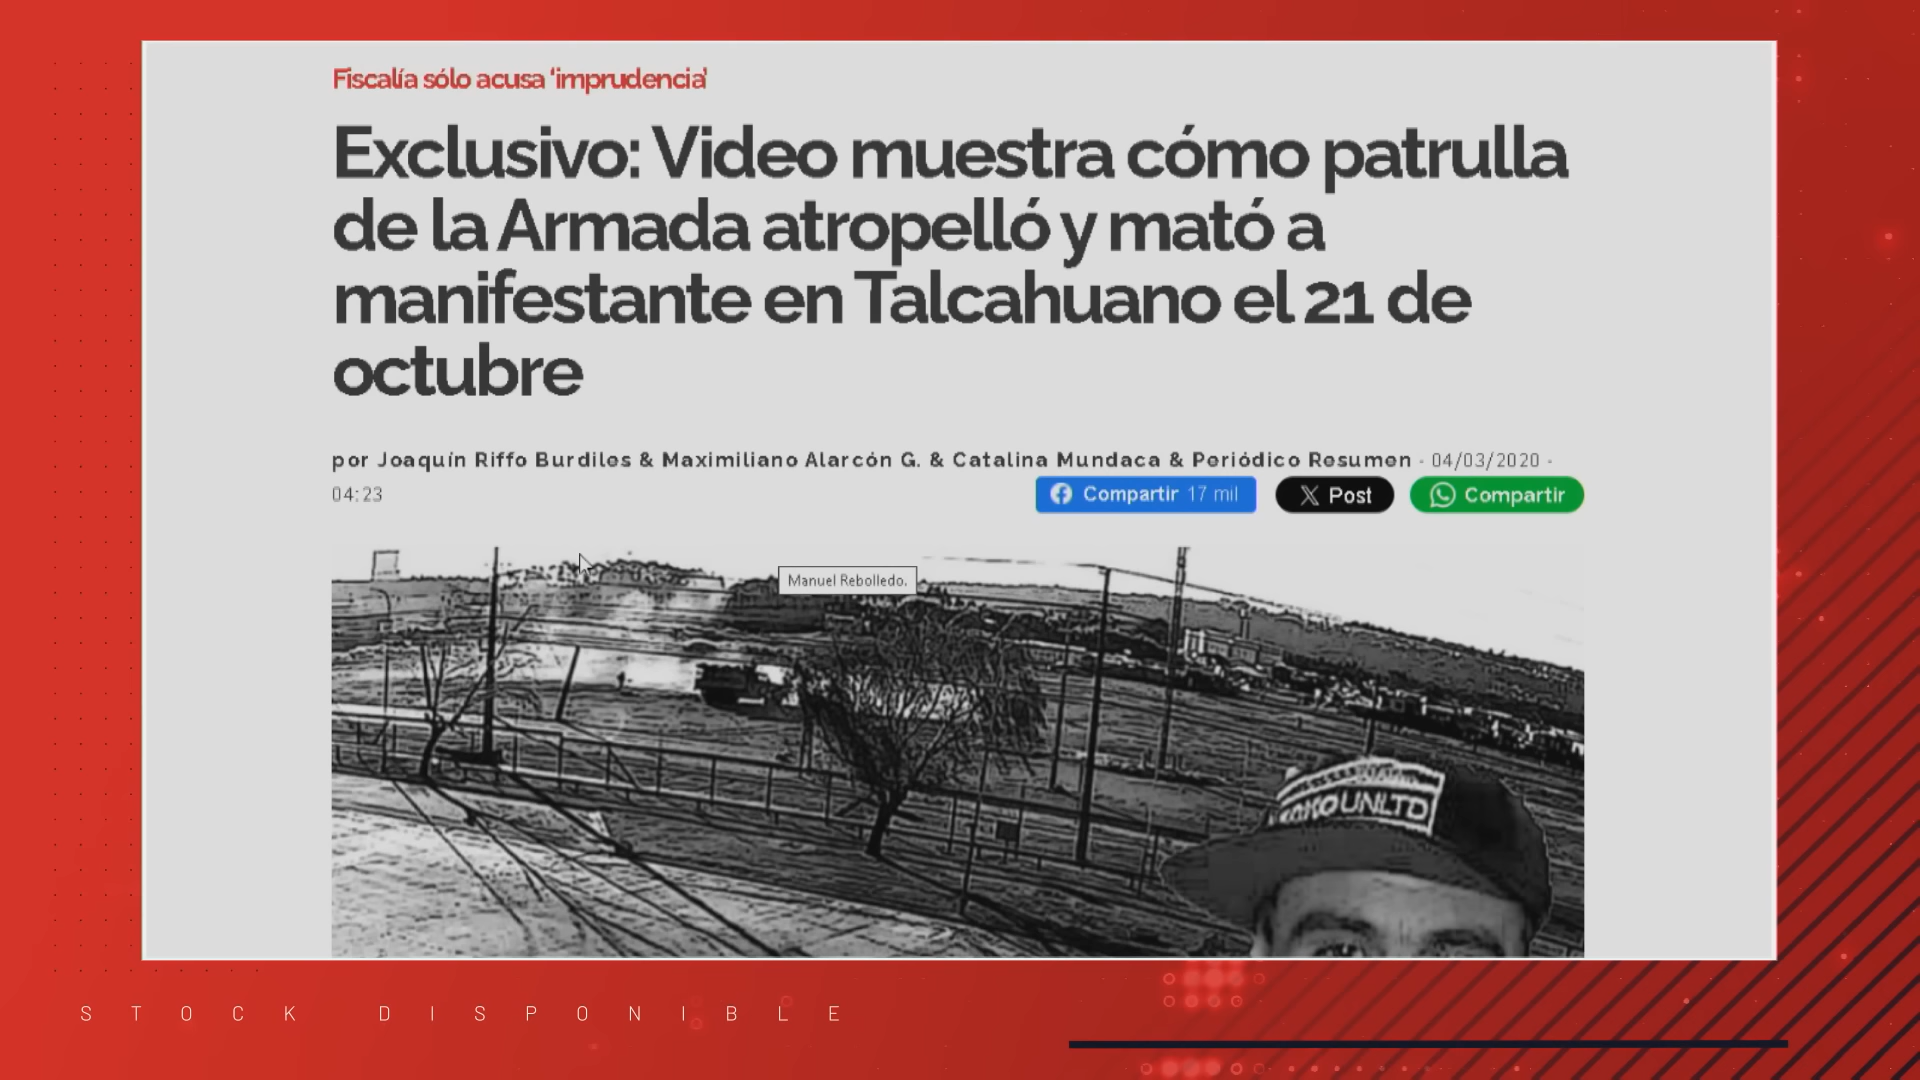 Fiscalía sólo acusa ‘imprudencia’
Exclusivo: Video muestra cómo patrulla
de la Armada atropelló y mató a
manifestante en Talcahuano el 21 de
octubre
por Joaquín Riffo Burdiles & Maximiliano Alarcón G. & Catalina Mundaca & Periódico Resumen - 04/03/2020 -
04:23
Compartir 17 mil
Post
Compartir
Manuel Rebolledo.
UNLTD
STOCK DISPONIBLE